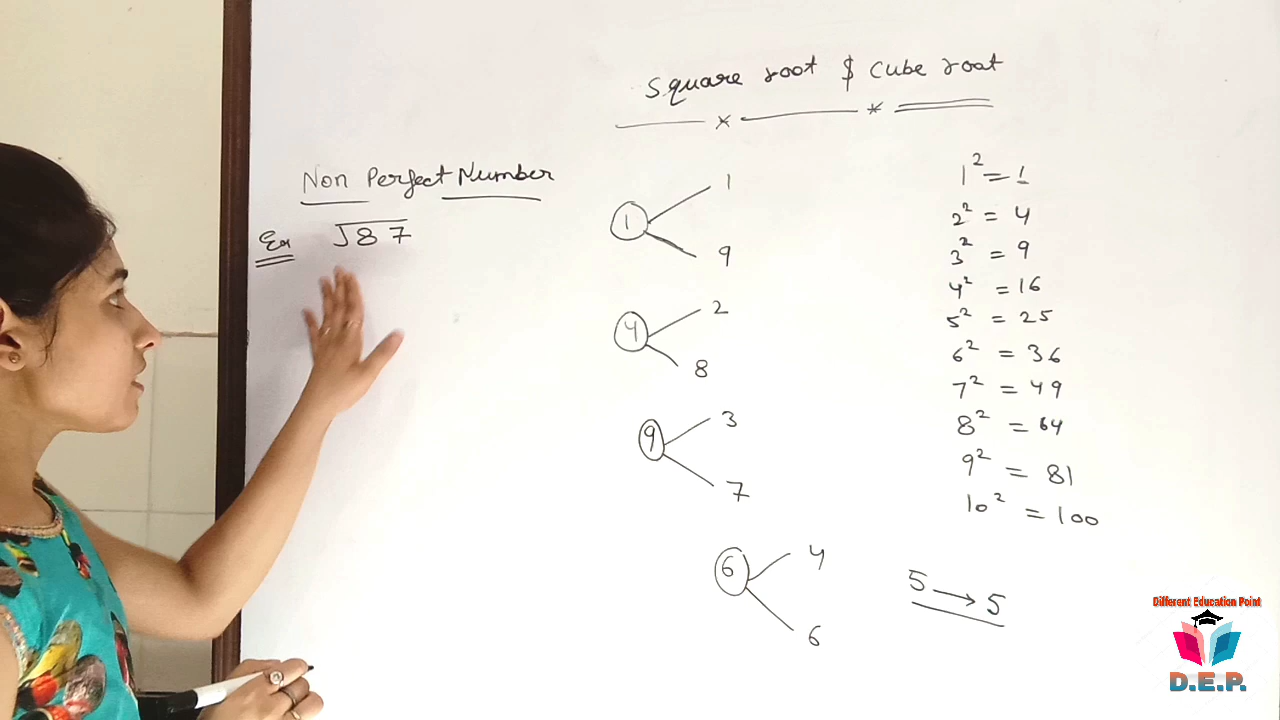 Square root $ cube root
Non Perfect Number
Ex √87
1 1 9
4 2 8
9 3 7
6 4 6
1² = 1
2² = 4
3² = 9
4² = 16
5² = 25
6² = 36
7² = 49
8² = 64
9² = 81
10² = 100
5 → 5
Different Education Point
D.E.P.